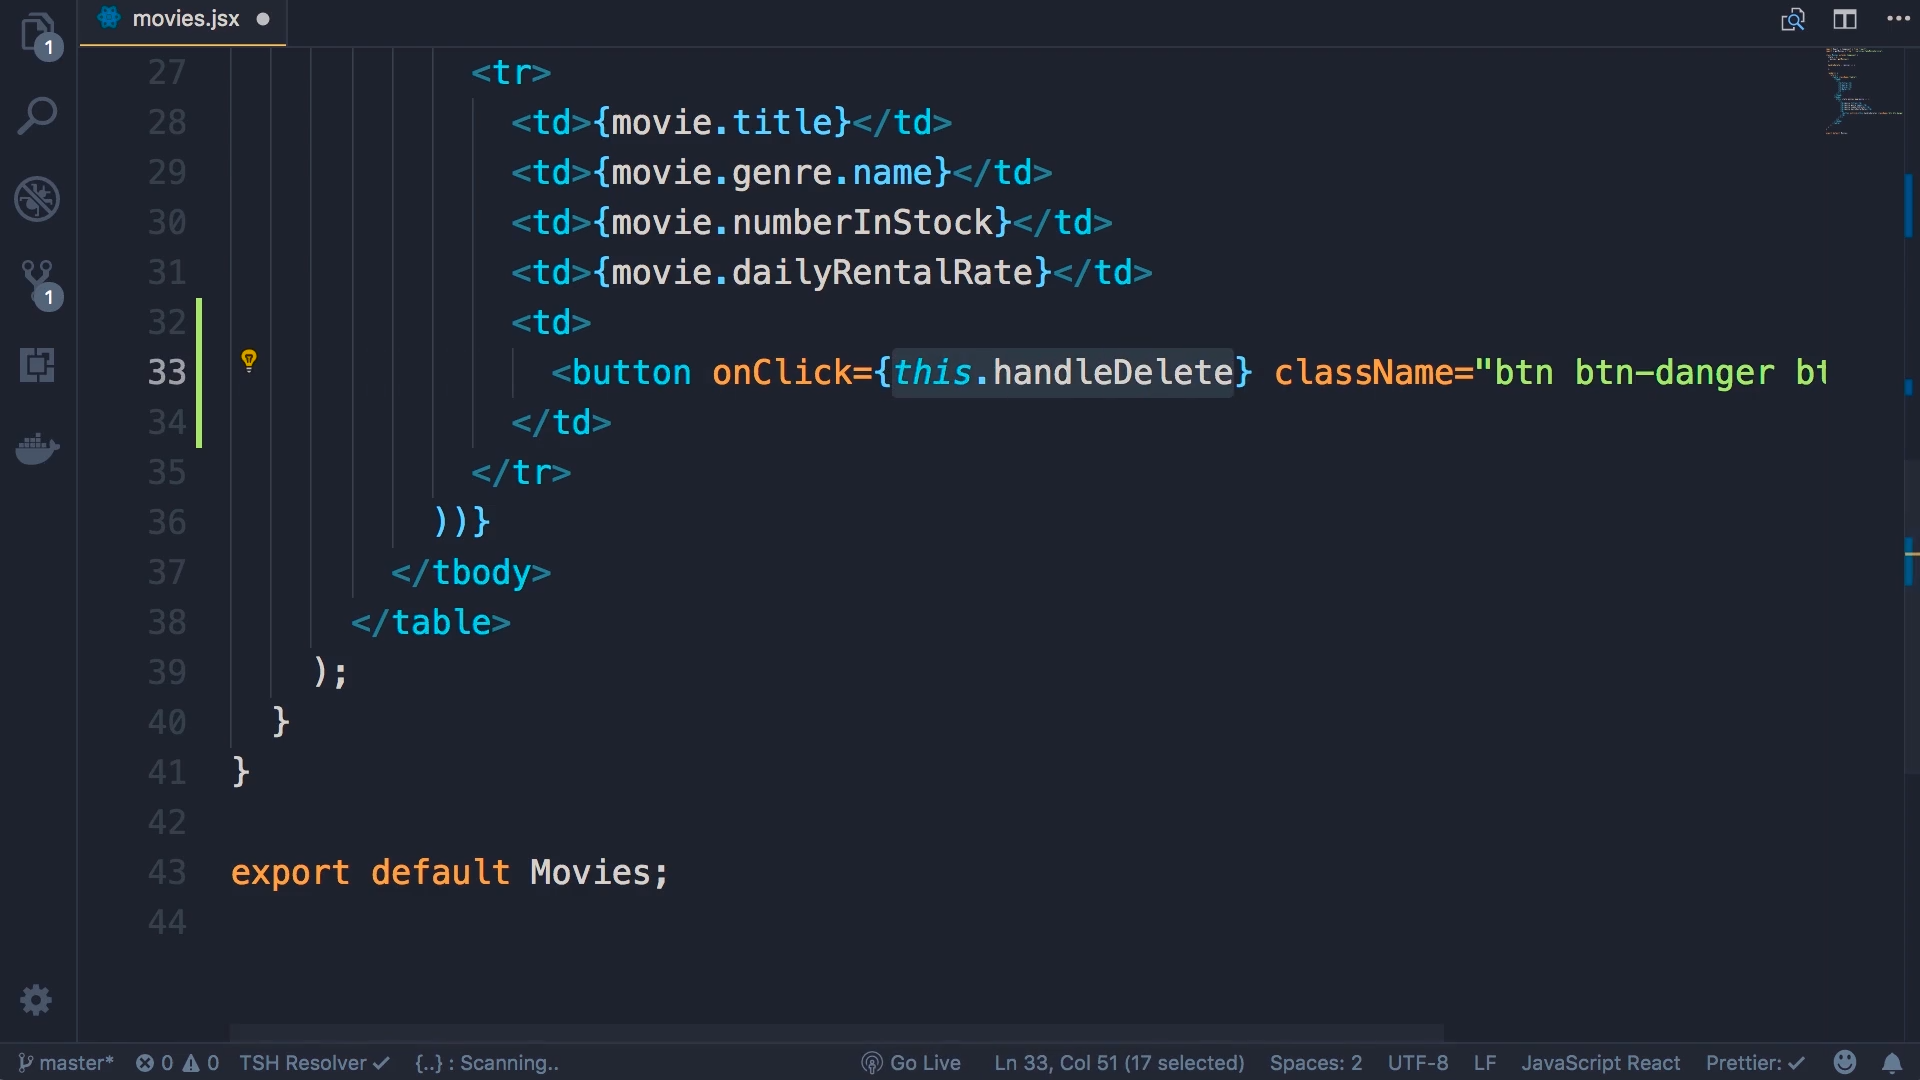 movies.jsx
1
27 <tr>
28 <td>{movie.title}</td>
29 <td>{movie.genre.name}</td>
30 <td>{movie.numberInStock}</td>
31 <td>{movie.dailyRentalRate}</td>
32 <td>
33 <button onClick={this.handleDelete} className="btn btn-danger bt
34 </td>
35 </tr>
36 ))}
37 </tbody>
38 </table>
39 );
40 }
41 }
42
43 export default Movies;
44
1
master* 0 0 TSH Resolver ✓ {..} : Scanning.. Go Live Ln 33, Col 51 (17 selected) Spaces: 2 UTF-8 LF JavaScript React Prettier: ✓